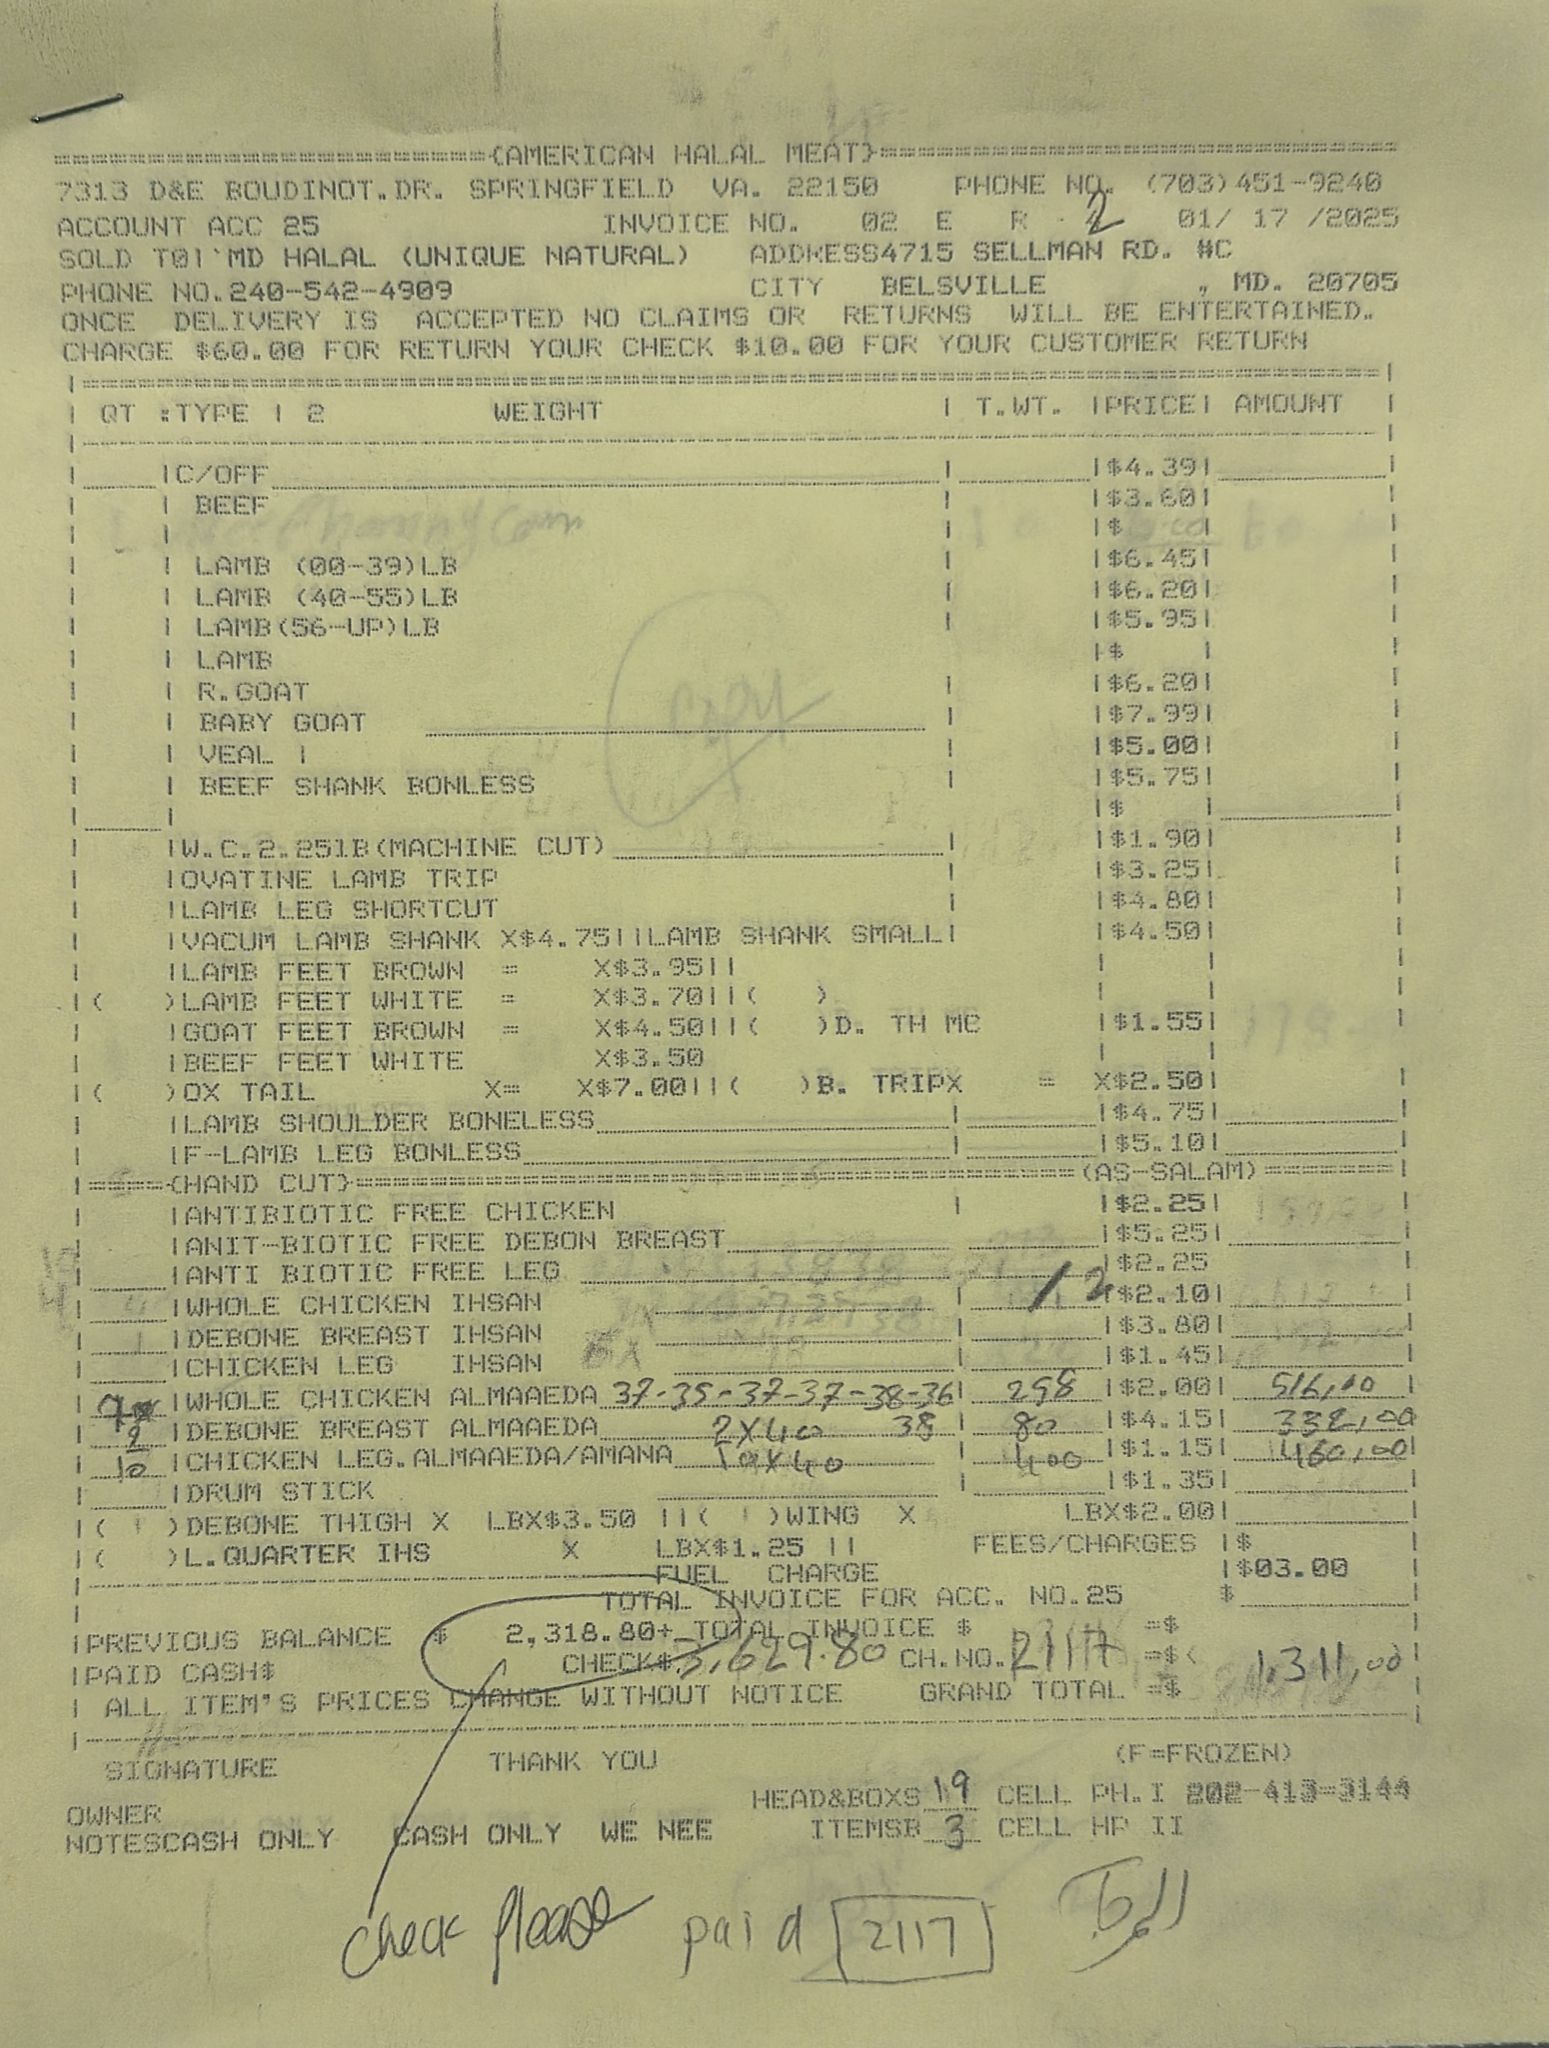 {AMERICAN HALAL MEAT}
7313 D&E BOUDINOT.DR. SPRINGFIELD VA. 22150 PHONE NO. (703)451-9240
ACCOUNT ACC 25 INVOICE NO. 02 E R 2 01/ 17 /2025
SOLD TO| MD HALAL (UNIQUE NATURAL) ADDRESS4715 SELLMAN RD. #C
PHONE NO.240-542-4909 CITY BELSVILLE , MD. 20705
ONCE DELIVERY IS ACCEPTED NO CLAIMS OR RETURNS WILL BE ENTERTAINED.
CHARGE $60.00 FOR RETURN YOUR CHECK $10.00 FOR YOUR CUSTOMER RETURN
| QT :TYPE | 2 WEIGHT | T.WT. |PRICE| AMOUNT |
|C/OFF |$4.39|
| BEEF |$3.60|
|$ |
| LAMB (00-39)LB |$6.45|
| LAMB (40-55)LB |$6.20|
| LAMB(56-UP)LB |$5.95|
| LAMB |$ |
| R.GOAT |$6.20|
| BABY GOAT |$7.99|
| VEAL | |$5.00|
| BEEF SHANK BONLESS |$5.75|
|$ |
|W.C.2.25lB(MACHINE CUT) |$1.90|
|OVATINE LAMB TRIP |$3.25|
|LAMB LEG SHORTCUT |$4.80|
|VACUM LAMB SHANK X$4.75||LAMB SHANK SMALL| |$4.50|
|LAMB FEET BROWN = X$3.95||
|( )LAMB FEET WHITE = X$3.70||( )
|GOAT FEET BROWN = X$4.50||( )D. TH MC |$1.55|
|BEEF FEET WHITE X$3.50
|( )OX TAIL X= X$7.00||( )B. TRIPX = X$2.50|
|LAMB SHOULDER BONELESS |$4.75|
|F-LAMB LEG BONLESS |$5.10|
{HAND CUT} (AS-SALAM)
|ANTIBIOTIC FREE CHICKEN |$2.25|
|ANIT-BIOTIC FREE DEBON BREAST |$5.25|
|ANTI BIOTIC FREE LEG |$2.25
|WHOLE CHICKEN IHSAN 12 |$2.10|
|DEBONE BREAST IHSAN |$3.80|
|CHICKEN LEG IHSAN |$1.45|
7 |WHOLE CHICKEN ALMAAEDA 37-35-37-37-38-36| |$2.00| 516,00
2 |DEBONE BREAST ALMAAEDA 2X40 38 80 |$4.15| 332,00
10 |CHICKEN LEG.ALMAAEDA/AMANA 10X40 400 |$1.15| 460,00
|DRUM STICK |$1.35|
|( )DEBONE THIGH X LBX$3.50 ||( )WING X LBX$2.00|
|( )L.QUARTER IHS X LBX$1.25 || FEES/CHARGES |$
FUEL CHARGE |$03.00
TOTAL INVOICE FOR ACC. NO.25 $
|PREVIOUS BALANCE $ 2,318.80+ TOTAL INVOICE $ =$
|PAID CASH$ CHECK$ 3,629.80 CH.NO. 2117 =$( 1,311,00
| ALL ITEM'S PRICES CHANGE WITHOUT NOTICE GRAND TOTAL =$
SIGNATURE THANK YOU (F=FROZEN)
HEAD&BOXS 19 CELL PH.I 202-413-3144
OWNER
NOTESCASH ONLY CASH ONLY WE NEE ITEMSB 3 CELL HP II
check please paid 2117